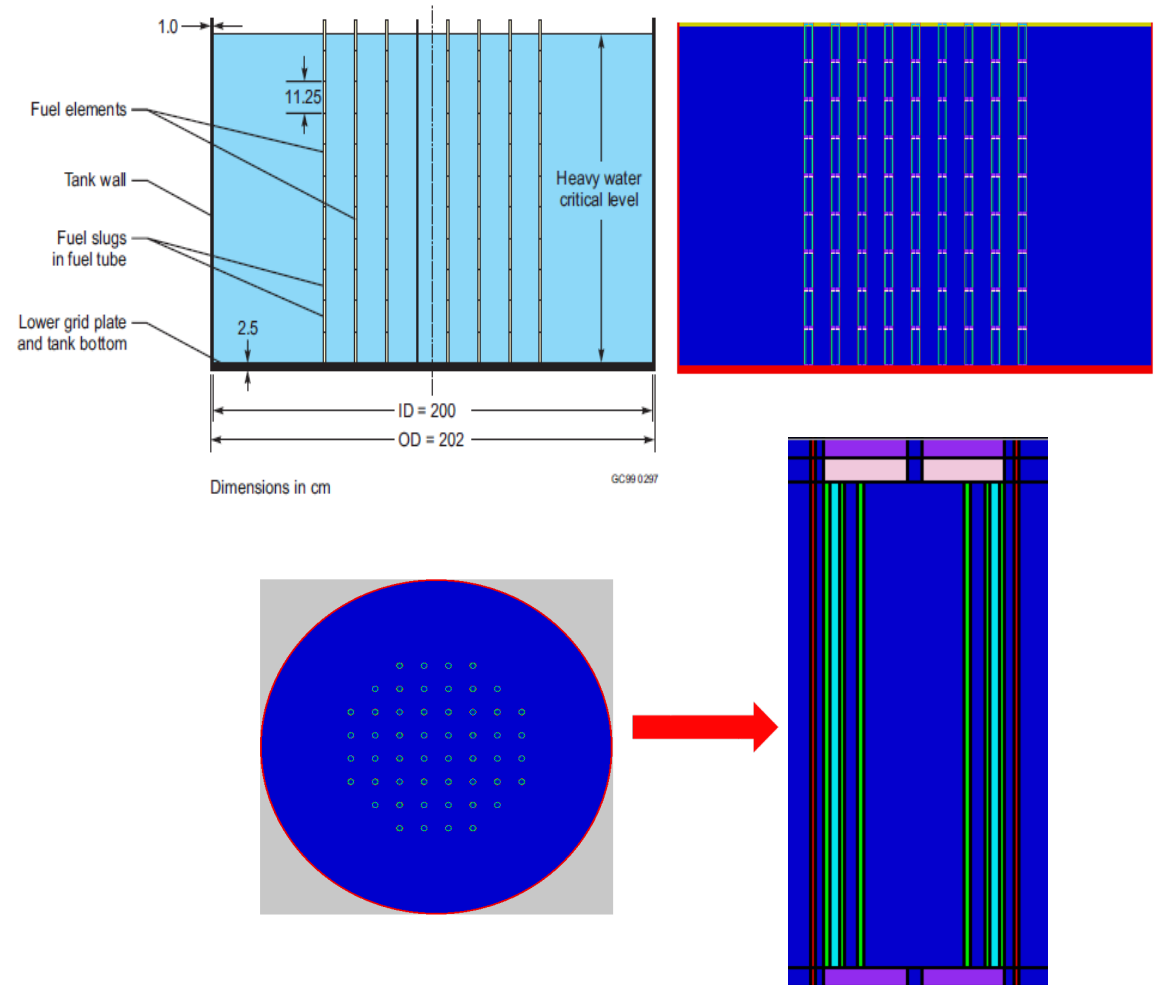 1.0
11.25
Fuel elements
Tank wall
Heavy water
critical level
Fuel slugs
in fuel tube
Lower grid plate
and tank bottom
2.5
ID = 200
OD = 202
Dimensions in cm
GC99 0297